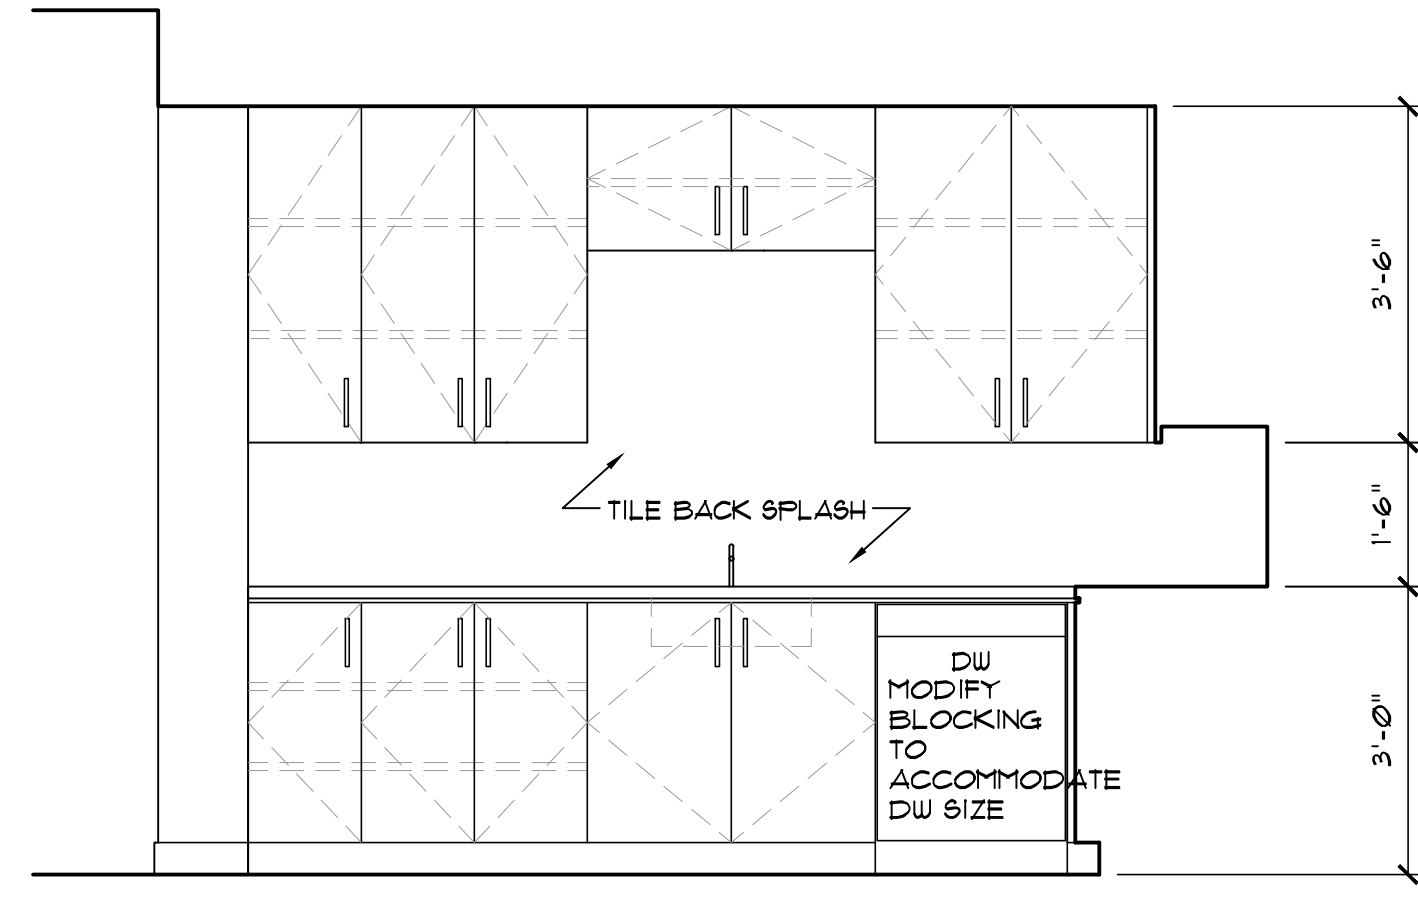 3'-6"
TILE BACK SPLASH
1'-6"
DW
MODIFY
BLOCKING
TO
ACCOMMODATE
DW SIZE
3'-0"